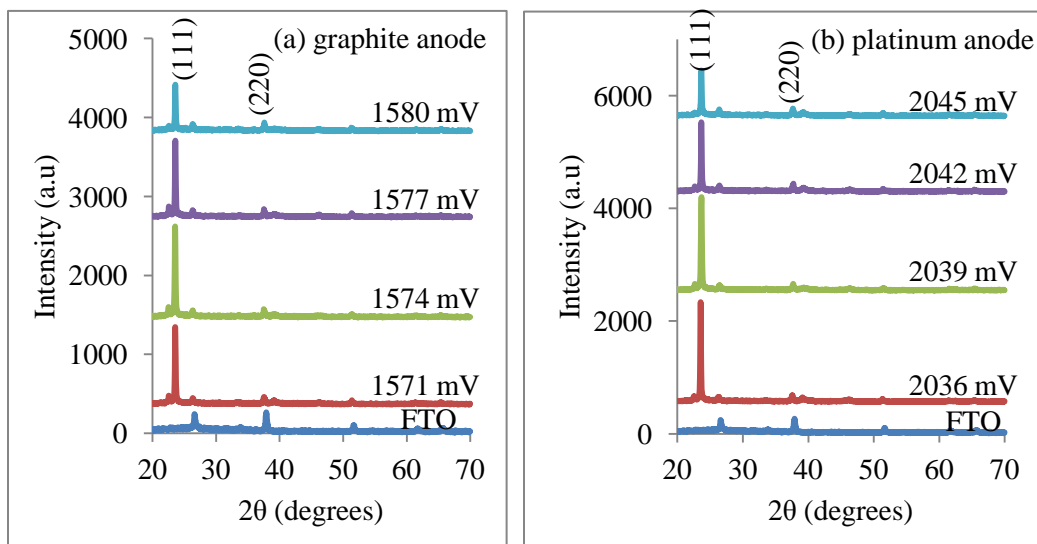 (a) graphite anode
5000
4000
3000
2000
1000
0
Intensity (a.u)
(111)
(220)
1580 mV
1577 mV
1574 mV
1571 mV
FTO
20 30 40 50 60 70
2θ (degrees)
(b) platinum anode
6000
4000
2000
0
Intensity (a.u)
(111)
(220)
2045 mV
2042 mV
2039 mV
2036 mV
FTO
20 30 40 50 60 70
2θ (degrees)